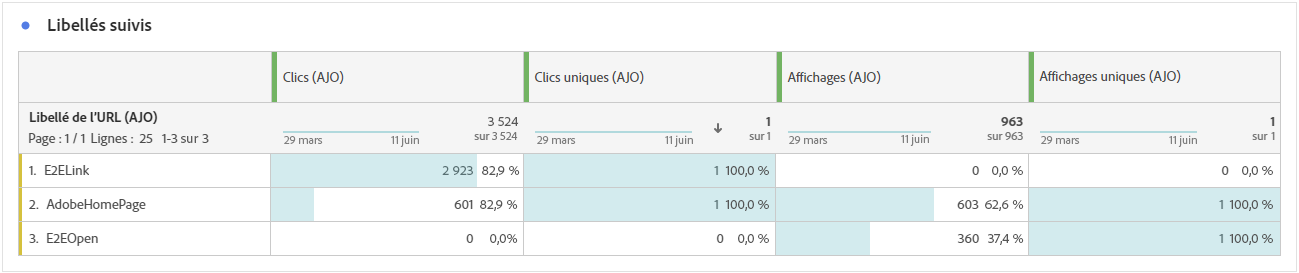 Libellés suivis
Clics (AJO) Clics uniques (AJO) Affichages (AJO) Affichages uniques (AJO)
Libellé de l'URL (AJO) 3 524 1 963 1
Page : 1 / 1 Lignes : 25 1-3 sur 3 29 mars 11 juin sur 3 524 29 mars 11 juin sur 1 29 mars 11 juin sur 963 29 mars 11 juin sur 1
1. E2ELink 2 923 82,9 % 1 100,0 % 0 0,0 % 0 0,0 %
2. AdobeHomePage 601 82,9 % 1 100,0 % 603 62,6 % 1 100,0 %
3. E2EOpen 0 0,0% 0 0,0 % 360 37,4 % 1 100,0 %